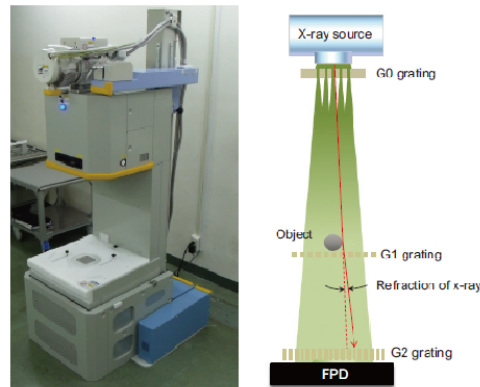 X-ray source
G0 grating
Object
G1 grating
Refraction of x-ray
G2 grating
FPD